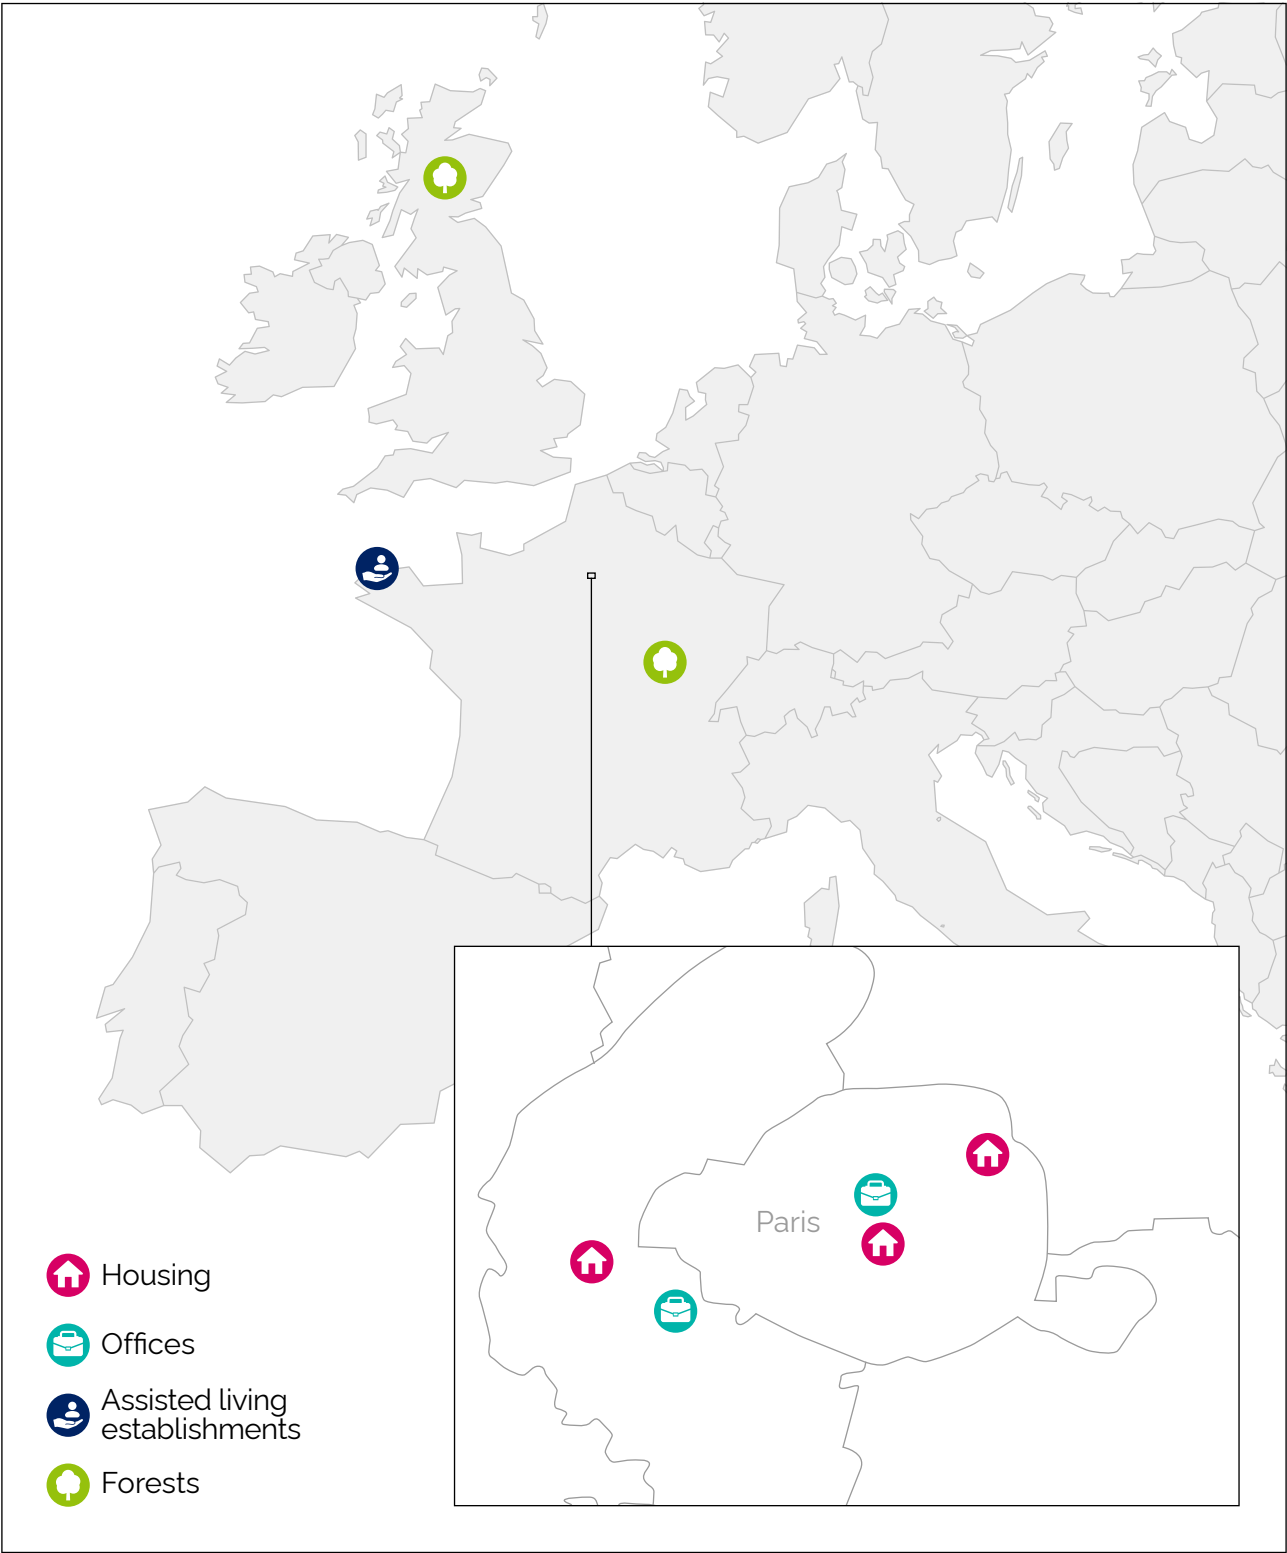 Paris
Housing
Offices
Assisted living
establishments
Forests